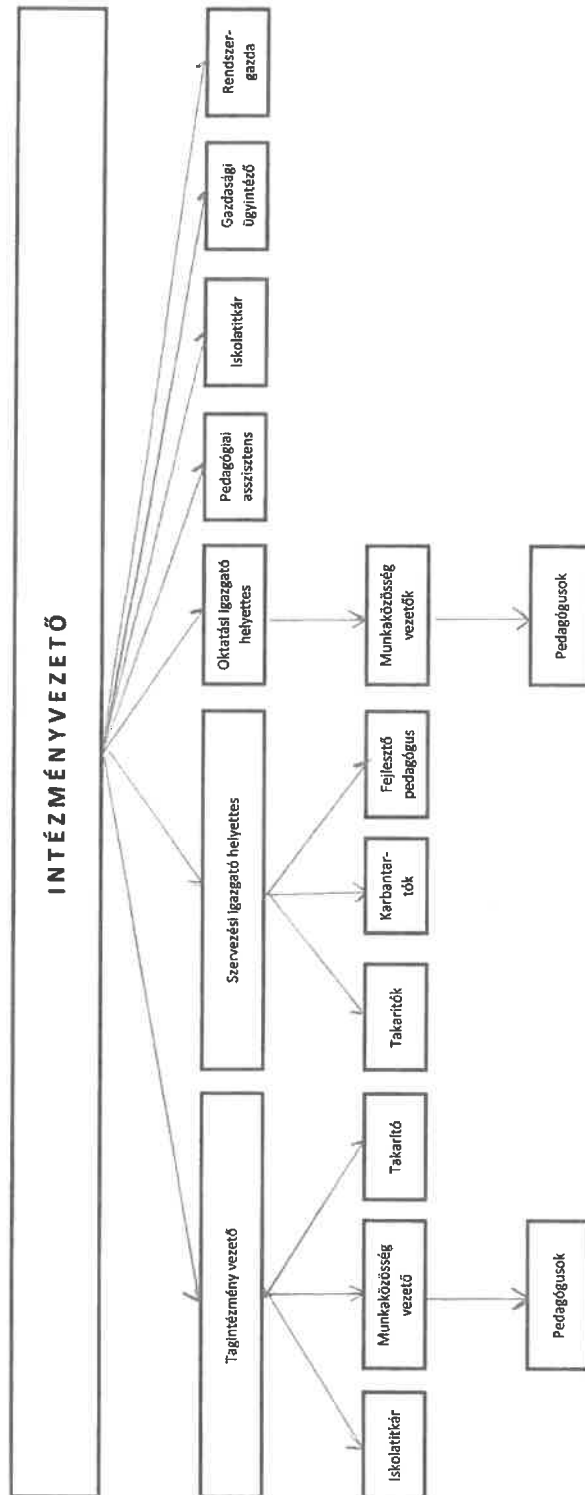 INTÉZMÉNYVEZETŐ
Tagintézmény vezető
Szervezési igazgató helyettes
Oktatási igazgató
helyettes
Pedagógiai
asszisztens
Iskolatitkár
Gazdasági
ügyintéző
Rendszer-
gazda
Iskolatitkár
Munkaközösség
vezető
Takarító
Takarítók
Karbantar-
tók
Fejlesztő
pedagógus
Munkaközösség
vezetők
Pedagógusok
Pedagógusok